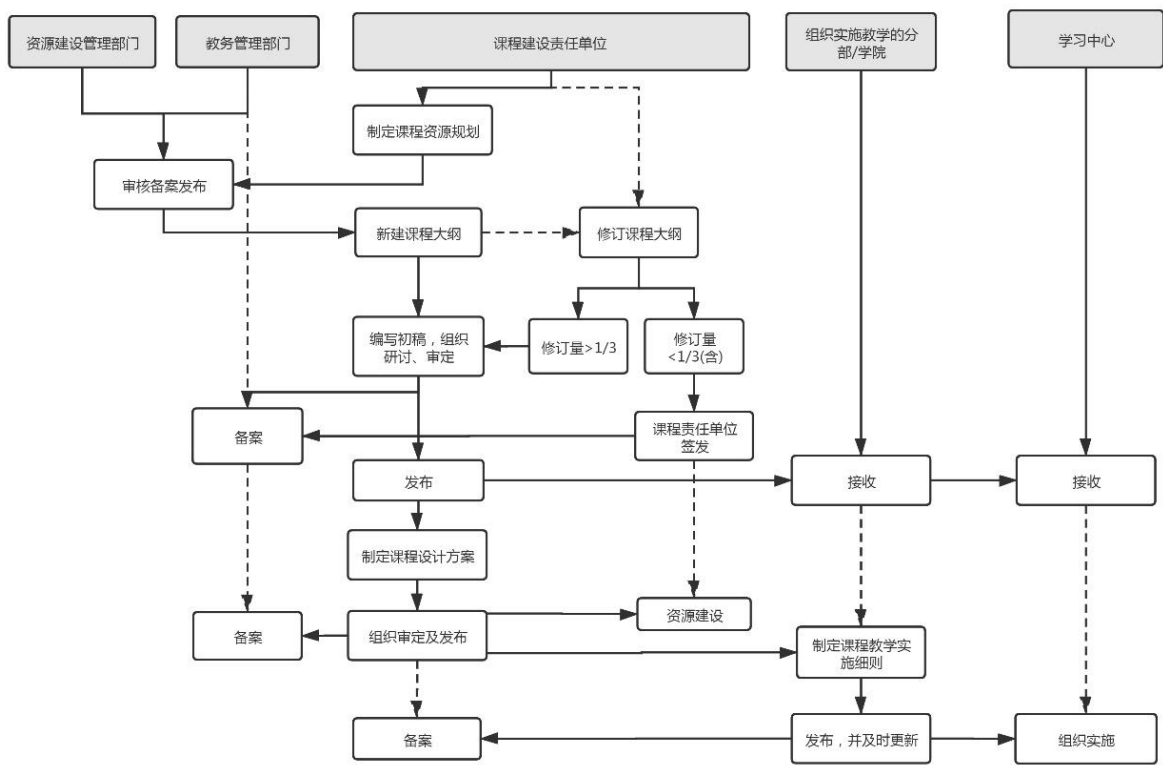 资源建设管理部门
教务管理部门
课程建设责任单位
组织实施教学的分
部/学院
学习中心
制定课程资源规划
审核备案发布
新建课程大纲
修订课程大纲
编写初稿，组织
研讨、审定
修订量>1/3
修订量
<1/3(含)
备案
课程责任单位
签发
发布
接收
接收
制定课程设计方案
备案
组织审定及发布
资源建设
制定课程教学实
施细则
备案
发布，并及时更新
组织实施